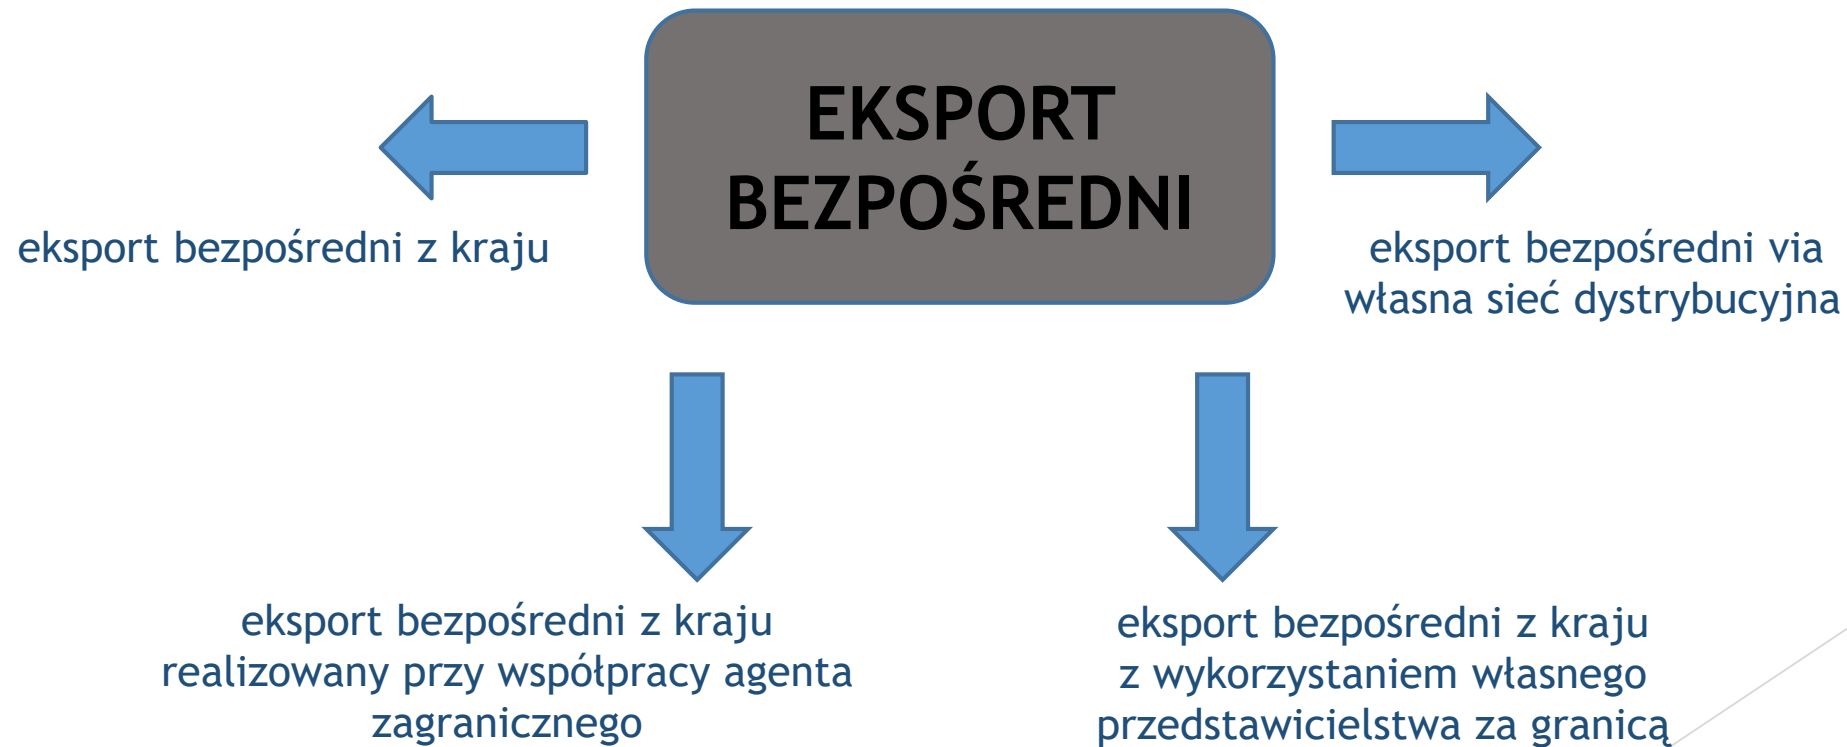 EKSPORT
BEZPOŚREDNI
eksport bezpośredni z kraju
eksport bezpośredni via
własna sieć dystrybucyjna
eksport bezpośredni z kraju
realizowany przy współpracy agenta
zagranicznego
eksport bezpośredni z kraju
z wykorzystaniem własnego
przedstawicielstwa za granicą